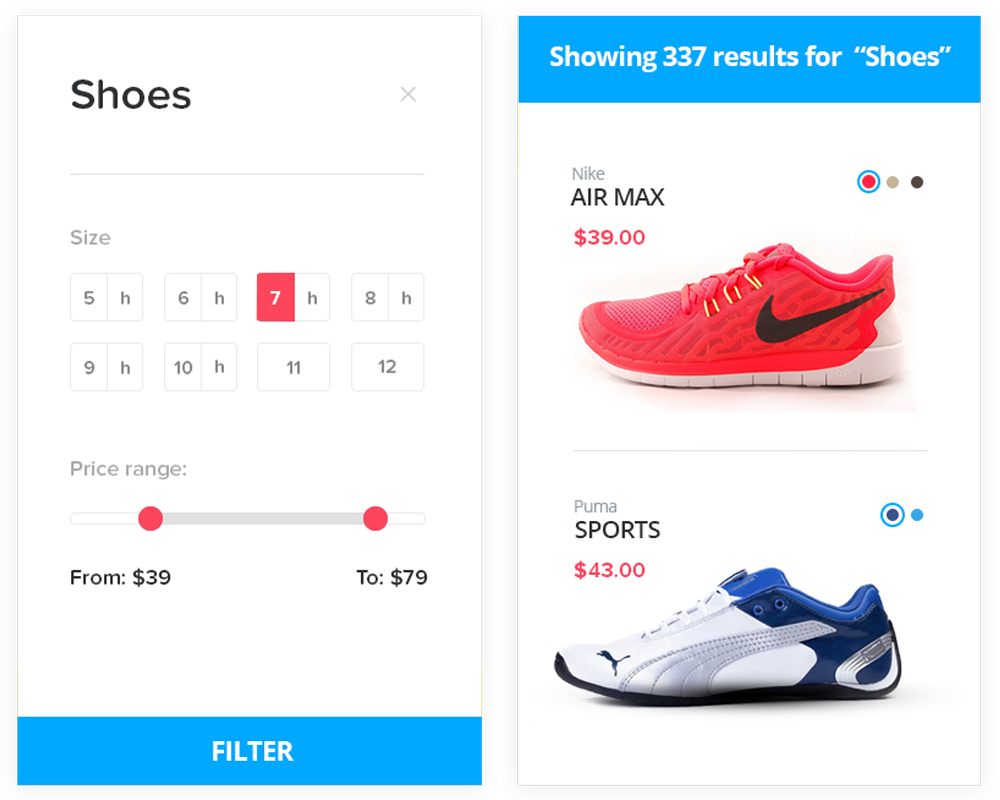 Shoes ×
Size
5 h 6 h 7 h 8 h
9 h 10 h 11 12
Price range:
From: $39 To: $79
FILTER
Showing 337 results for “Shoes”
Nike
AIR MAX
$39.00
Puma
SPORTS
$43.00